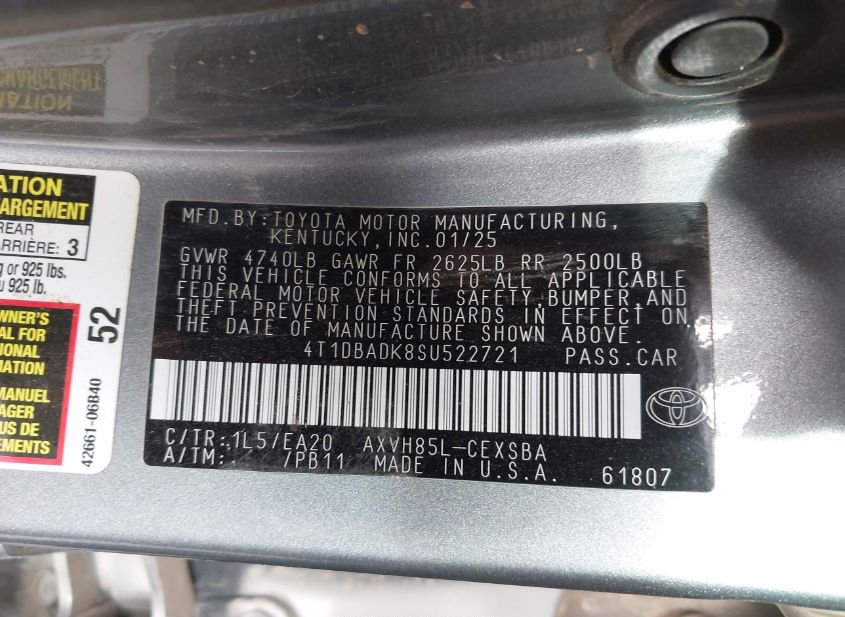 ATION
ARGEMENT
REAR
ARRIÈRE: 3
g or 925 lbs.
u 925 lb.
52
WNER'S
AL FOR
IONAL
MATION.
MANUEL
AGER
US DE
EMENTS
42661-06B40
MFD. BY: TOYOTA MOTOR MANUFACTURING,
KENTUCKY, INC. 01/25
GVWR 4740LB GAWR FR 2625LB RR 2500LB
THIS VEHICLE CONFORMS TO ALL APPLICABLE
FEDERAL MOTOR VEHICLE SAFETY, BUMPER, AND
THEFT PREVENTION STANDARDS IN EFFECT ON
THE DATE OF MANUFACTURE SHOWN ABOVE.
4T1DBADK8SU522721 PASS. CAR
C/TR: 1L5/EA20 AXVH85L-CEXSBA
A/TM: /PB11 MADE IN U.S.A. 61807